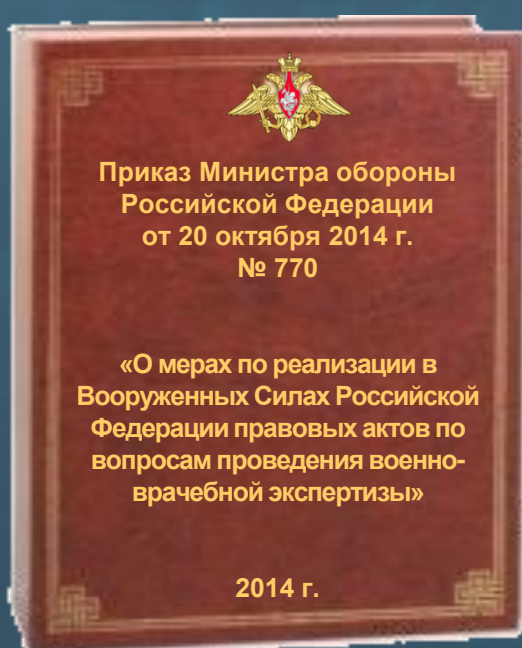 Приказ Министра обороны
Российской Федерации
от 20 октября 2014 г.
№ 770
«О мерах по реализации в
Вооруженных Силах Российской
Федерации правовых актов по
вопросам проведения военно-
врачебной экспертизы»
2014 г.